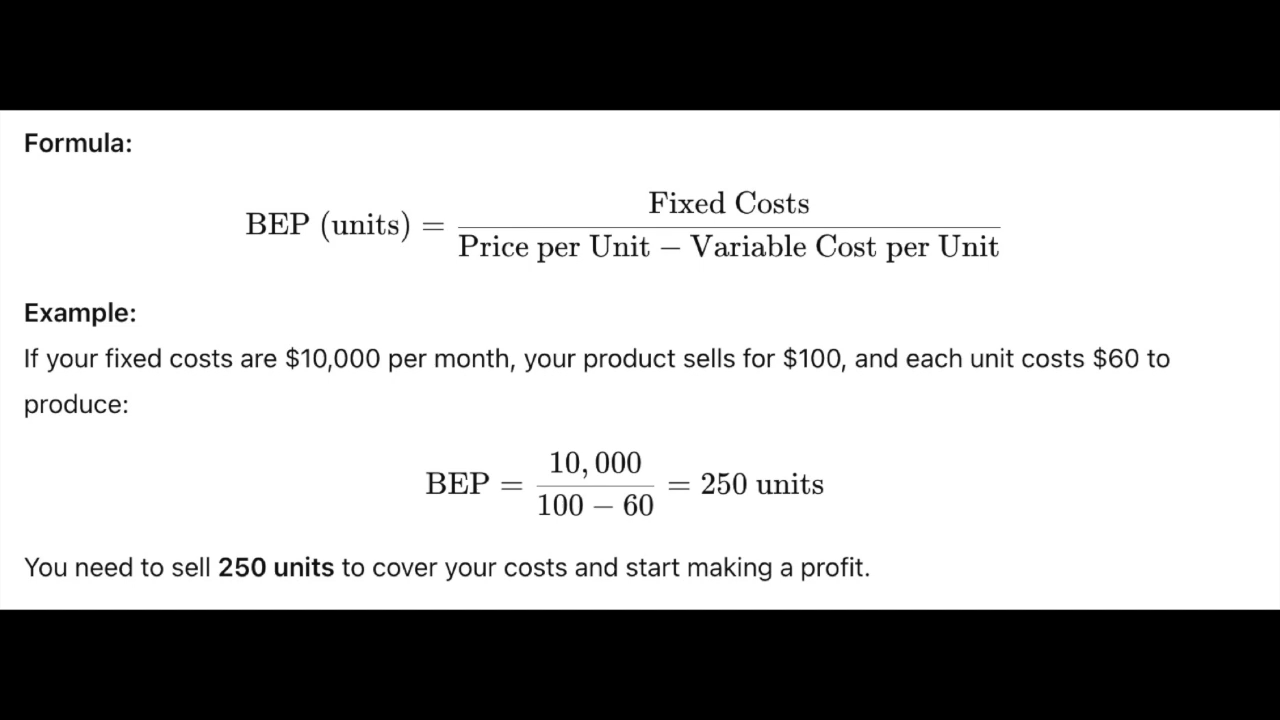 Formula:
BEP (units) = Fixed Costs / Price per Unit − Variable Cost per Unit
Example:
If your fixed costs are $10,000 per month, your product sells for $100, and each unit costs $60 to
produce:
BEP = 10,000 / 100 − 60 = 250 units
You need to sell 250 units to cover your costs and start making a profit.